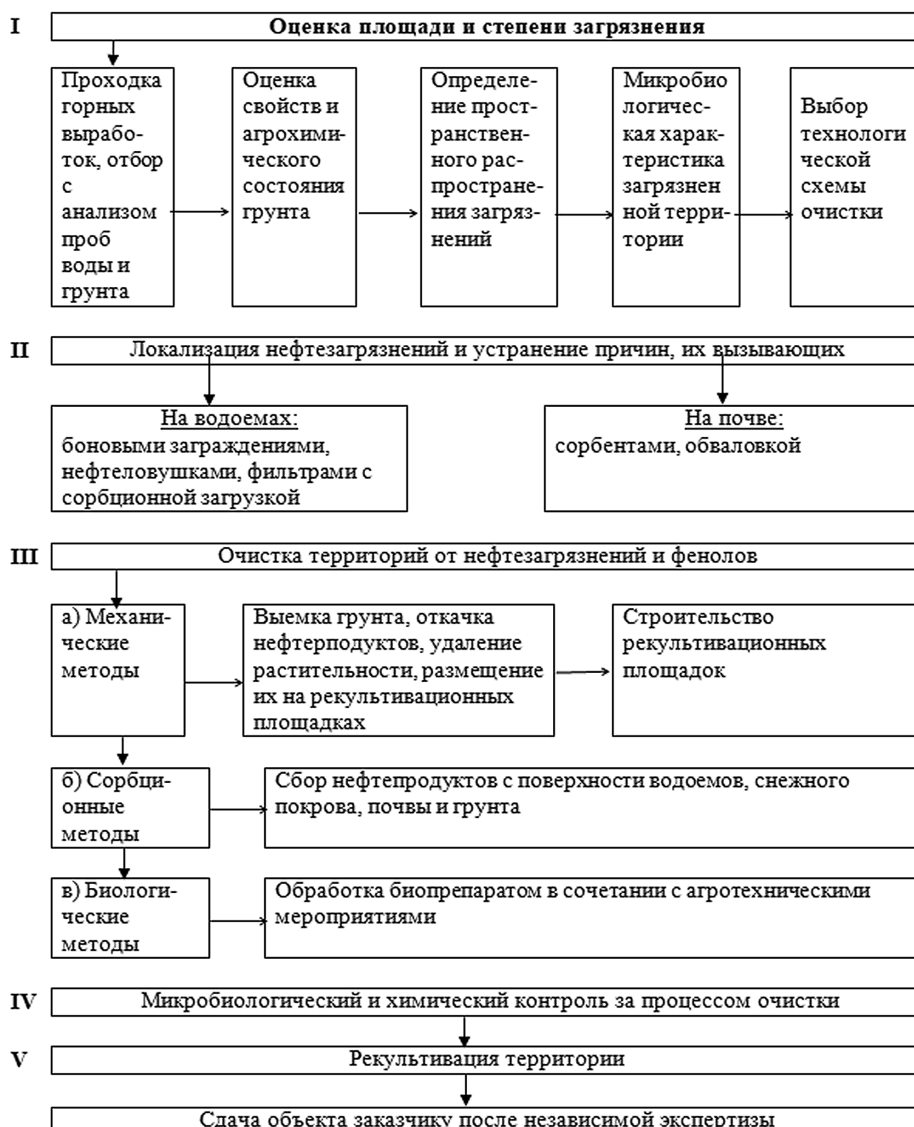 I
Оценка площади и степени загрязнения
Проходка
горных
вырабо-
ток, отбор
с
анализом
проб
воды и
грунта
Оценка
свойств и
агрохими-
ческого
состояния
грунта
Определе-
ние прост-
ранственно-
го рас-
простране-
ния загряз-
нений
Микробио
логичес-
кая харак-
теристика
загрязнен
ной терри-
тории
Выбор
технологи
ческой
схемы
очистки
II
Локализация нефтезагрязнений и устранение причин, их вызывающих
На водоемах:
боновыми заграждениями,
нефтеловушками, фильтрами с
сорбционной загрузкой
На почве:
сорбентами, обваловкой
III
Очистка территорий от нефтезагрязнений и фенолов
а) Механи-
ческие
методы
Выемка грунта, откачка
нефтерподуктов, удаление
растительности, размещение
их на рекультивационных
площадках
Строительство
рекультивационных
площадок
б) Сорбци-
онные
методы
Сбор нефтепродуктов с поверхности водоемов, снежного
покрова, почвы и грунта
в) Биологи-
ческие
методы
Обработка биопрепаратом в сочетании с агротехническими
мероприятиями
IV
Микробиологический и химический контроль за процессом очистки
V
Рекультивация территории
Сдача объекта заказчику после независимой экспертизы